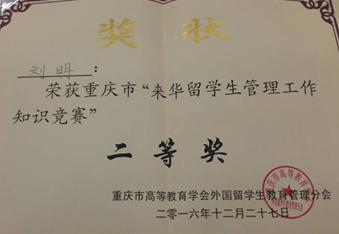 奖状
刘明：
荣获重庆市“来华留学生管理工作
知识竞赛”
二等奖
重庆市高等教育学会外国留学生教育管理分会
二零一六年十二月二十七日